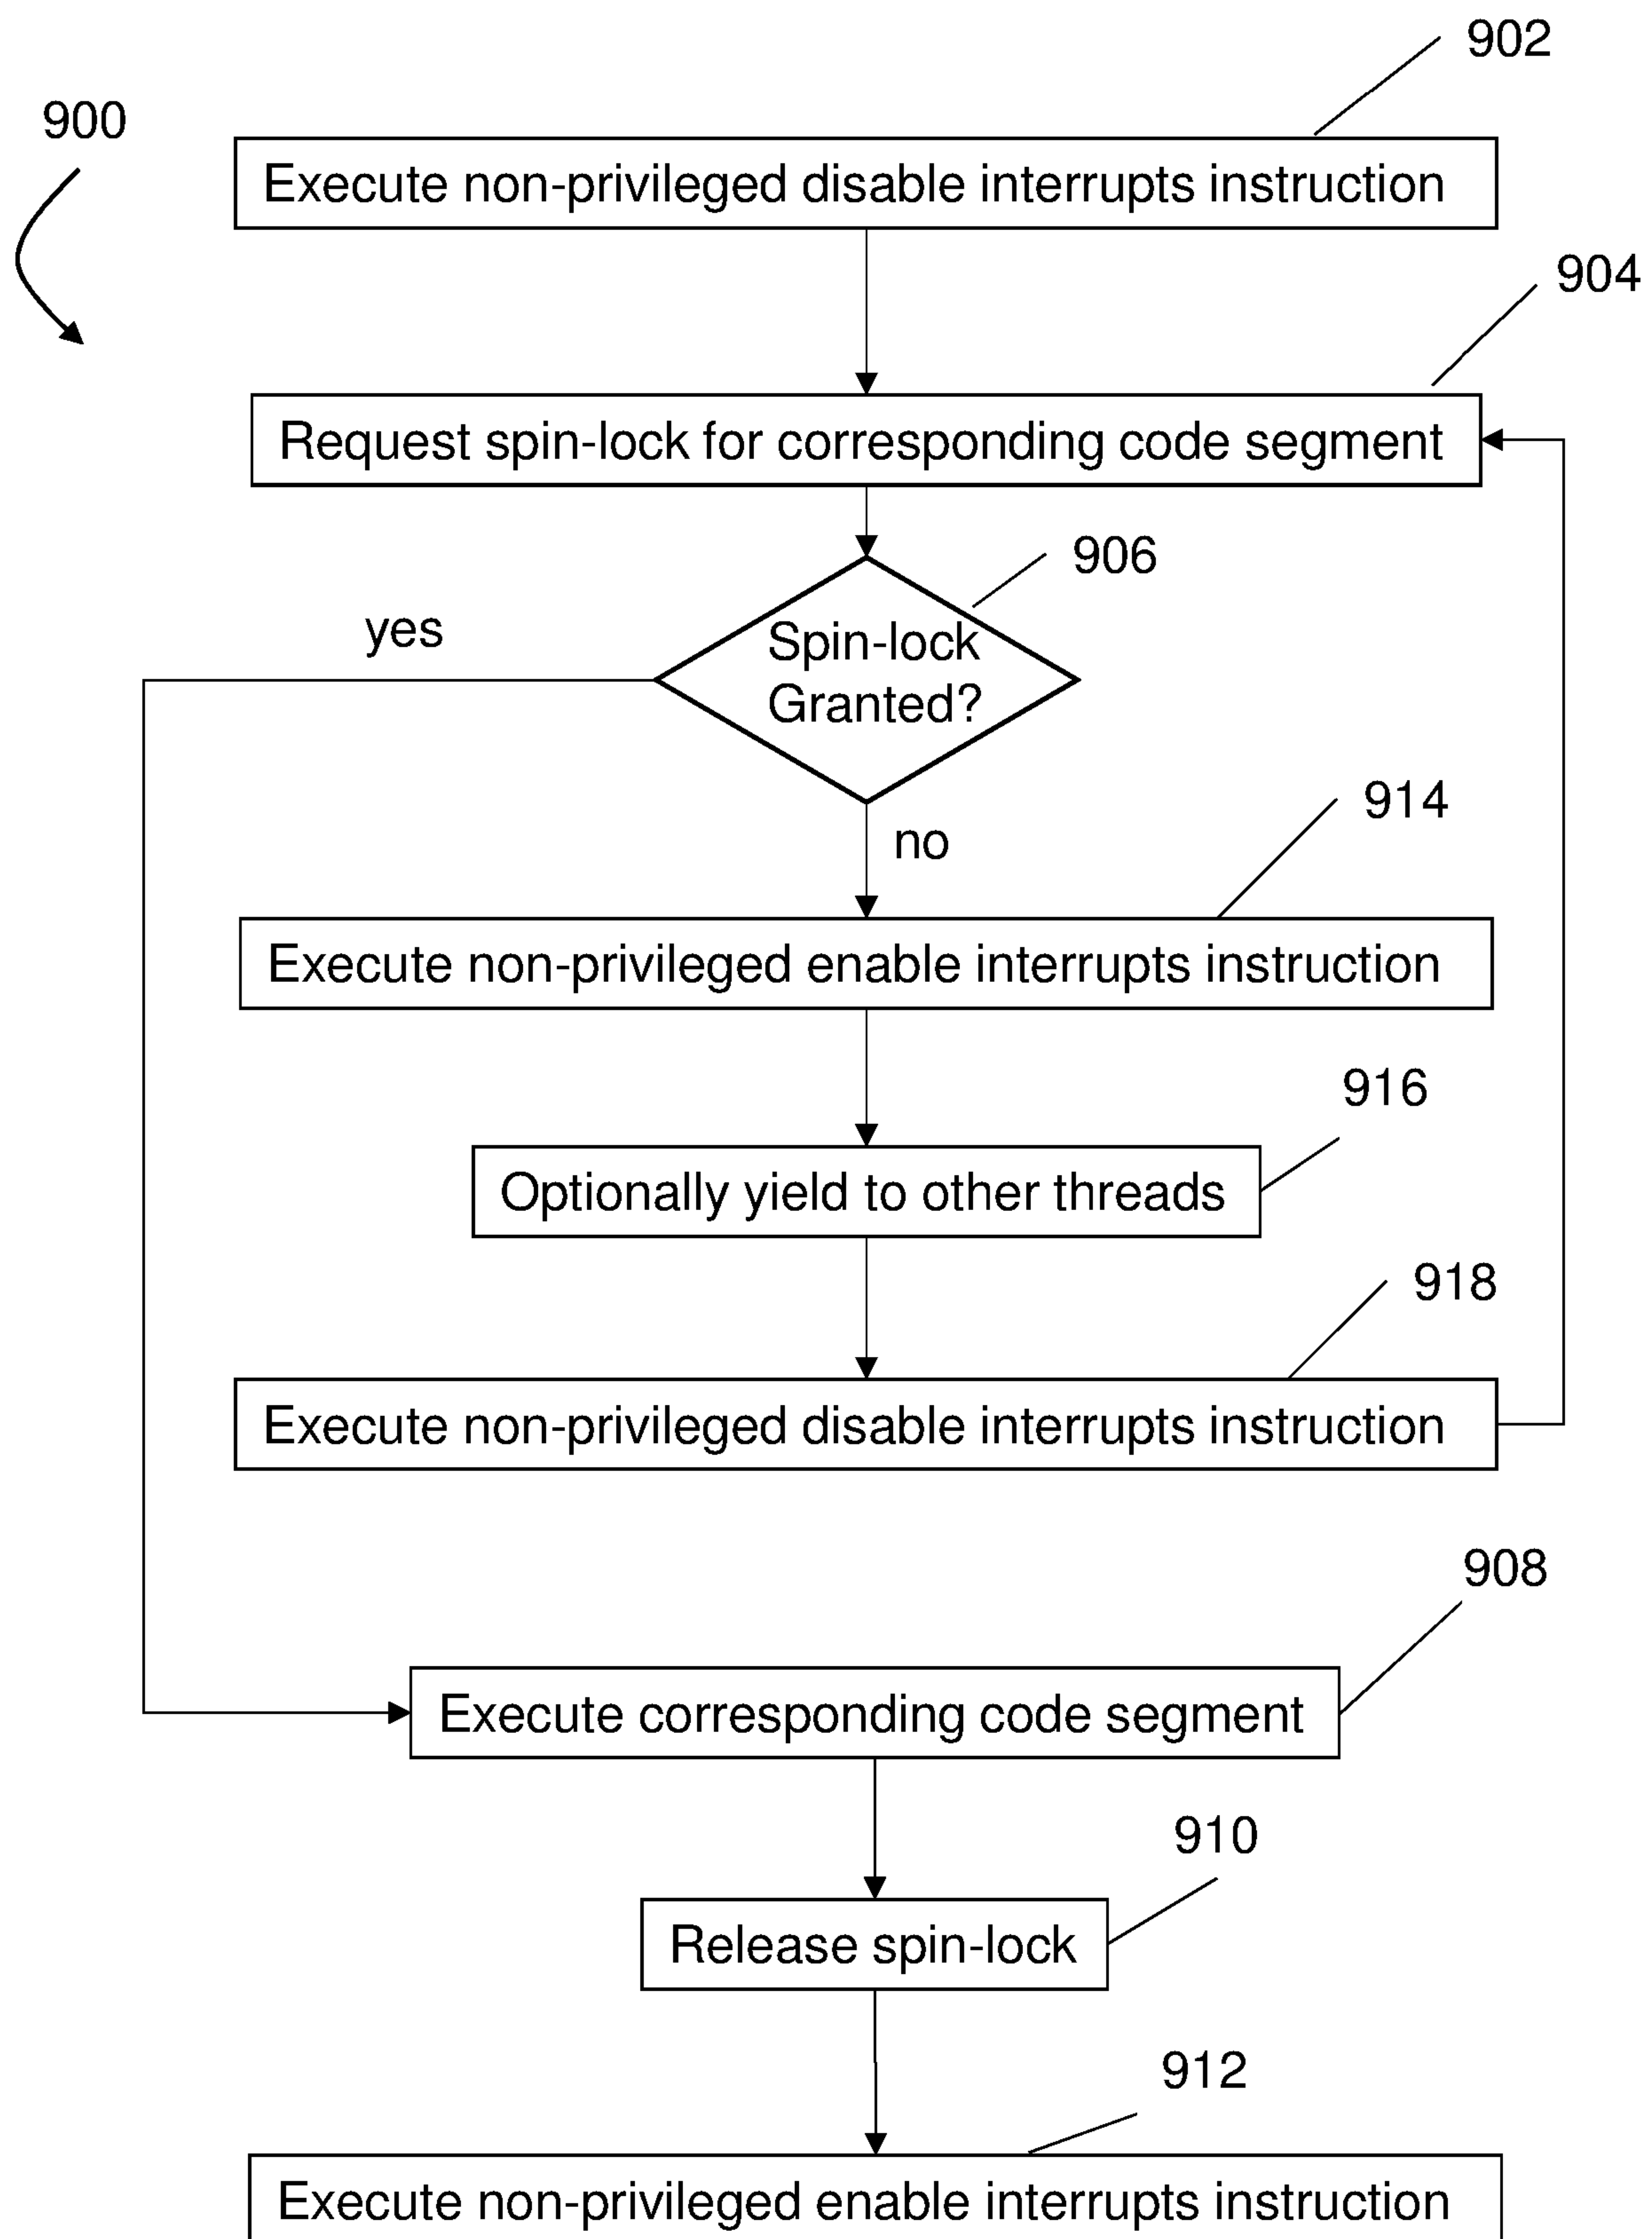 902
900
Execute non-privileged disable interrupts instruction
904
Request spin-lock for corresponding code segment
906
yes
Spin-lock
Granted?
914
no
Execute non-privileged enable interrupts instruction
916
Optionally yield to other threads
918
Execute non-privileged disable interrupts instruction
908
Execute corresponding code segment
910
Release spin-lock
912
Execute non-privileged enable interrupts instruction